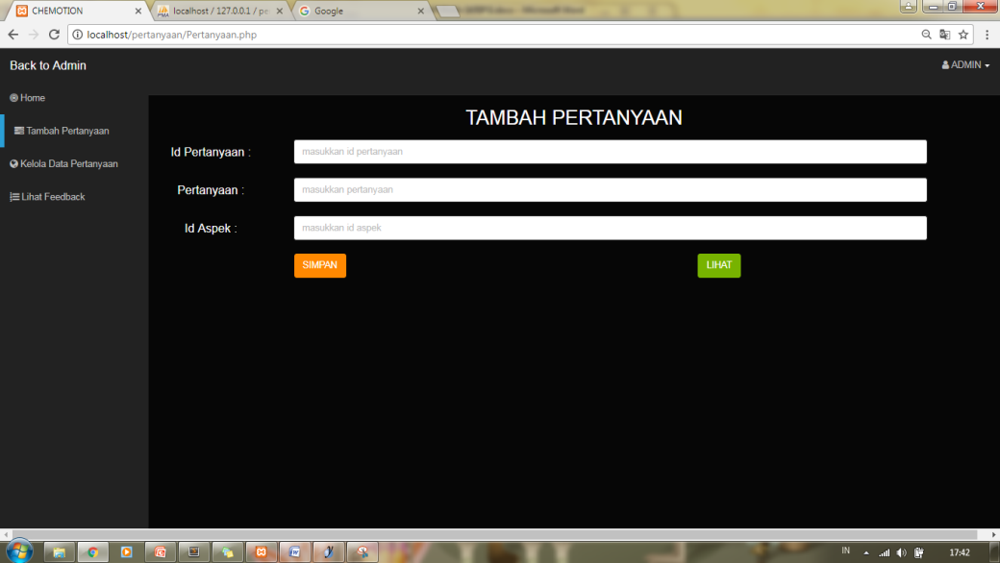 CHEMOTION
localhost / 127.0.0.1 / pe
Google
localhost/pertanyaan/Pertanyaan.php
Back to Admin
ADMIN
Home
Tambah Pertanyaan
Kelola Data Pertanyaan
Lihat Feedback
TAMBAH PERTANYAAN
Id Pertanyaan :
masukkan id pertanyaan
Pertanyaan :
masukkan pertanyaan
Id Aspek :
masukkan id aspek
SIMPAN
LIHAT
IN
17:42